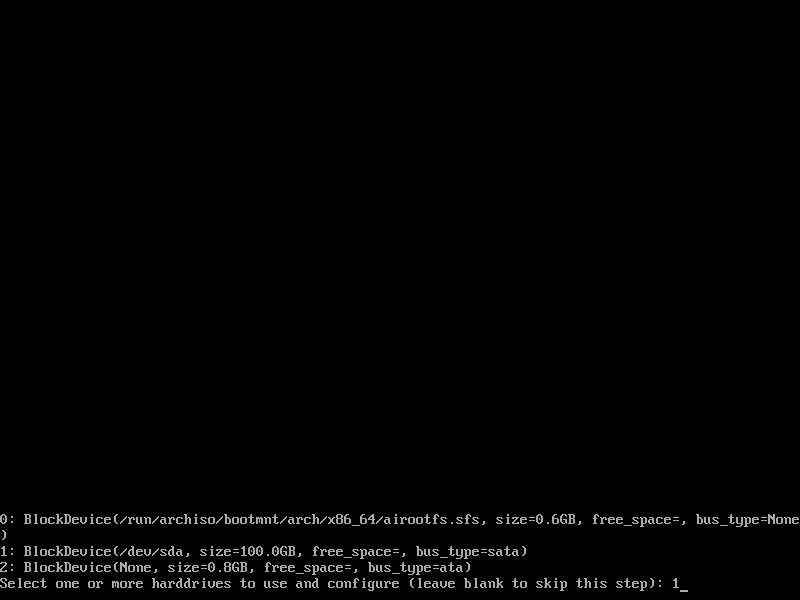 0: BlockDevice(/run/archiso/bootmnt/arch/x86_64/airootfs.sfs, size=0.6GB, free_space=, bus_type=None
)
1: BlockDevice(/dev/sda, size=100.0GB, free_space=, bus_type=sata)
2: BlockDevice(None, size=0.8GB, free_space=, bus_type=ata)
Select one or more harddrives to use and configure (leave blank to skip this step): 1_